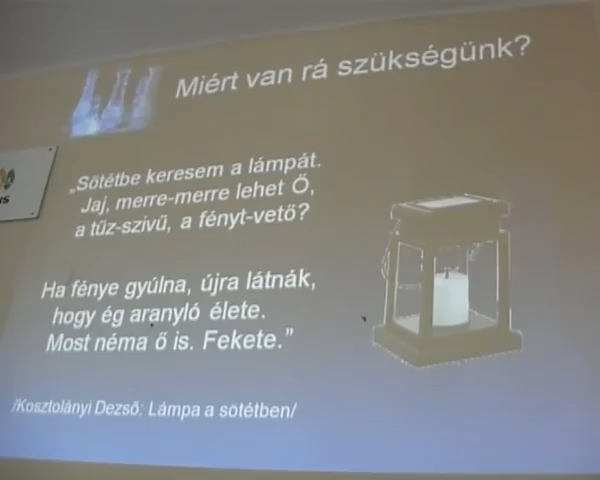 Miért van rá szükségünk?
„Sötétbe keresem a lámpát.
Jaj, merre-merre lehet Ő,
a tűz-szivű, a fényt-vető?
Ha fénye gyúlna, újra látnák,
hogy ég aranyló élete.
Most néma ő is. Fekete.”
/Kosztolányi Dezső: Lámpa a sötétben/